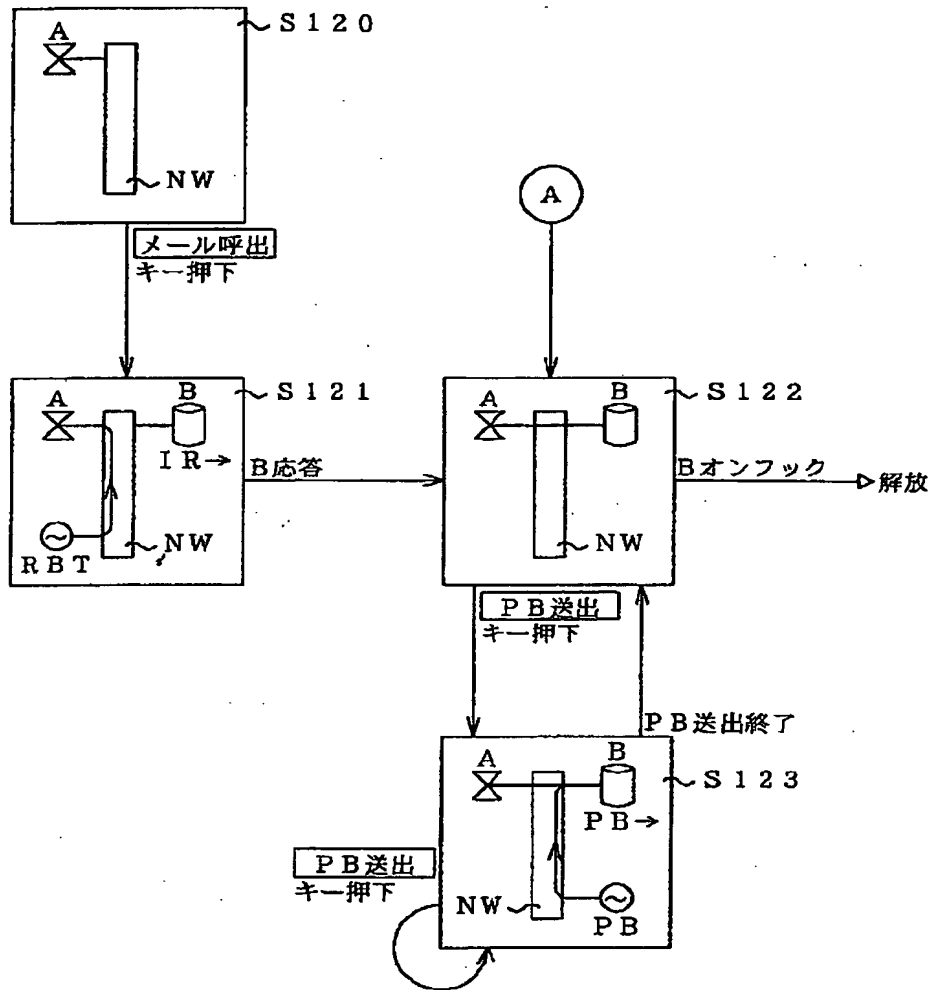 S120
A
NW
メール呼出
キー押下
A
S121
A
B
IR→
NW
RBT
B応答
S122
A
B
NW
Bオンフック
解放
PB送出
キー押下
PB送出終了
S123
A
B
PB→
NW
PB
PB送出
キー押下